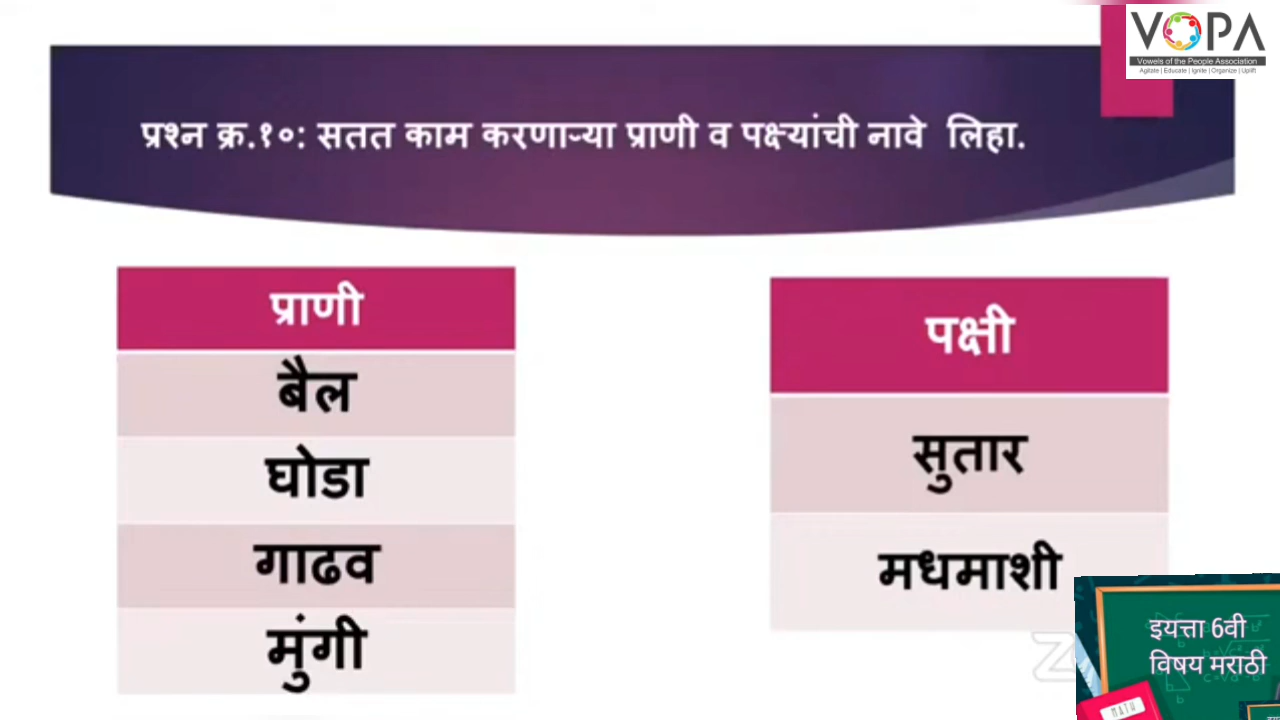 VOPA
Vowels of the People Association
Agitate | Educate | Ignite | Organize | Uplift
प्रश्न क्र.१०: सतत काम करणाऱ्या प्राणी व पक्ष्यांची नावे लिहा.
प्राणी
बैल
घोडा
गाढव
मुंगी
पक्षी
सुतार
मधमाशी
इयत्ता 6वी
विषय मराठी